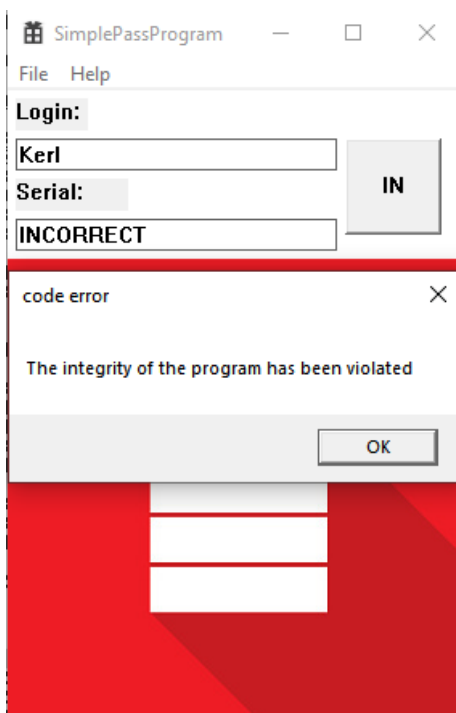 SimplePassProgram
File Help
Login:
Kerl
IN
Serial:
INCORRECT
code error
The integrity of the program has been violated
OK